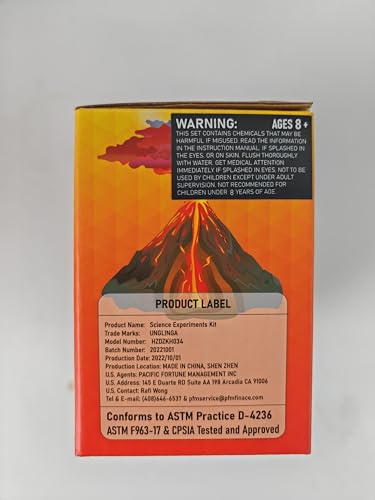 WARNING: AGES 8 +
THIS SET CONTAINS CHEMICALS THAT MAY BE
HARMFUL IF MISUSED. READ THE INFORMATION
IN THE INSTRUCTION MANUAL. IF SPLASHED IN
THE EYES, OR ON SKIN, FLUSH THOROUGHLY
WITH WATER. GET MEDICAL ATTENTION
IMMEDIATELY IF SPLASHED IN EYES. NOT TO BE
USED BY CHILDREN EXCEPT UNDER ADULT
SUPERVISION. NOT RECOMMENDED FOR
CHILDREN UNDER 8 YEARS OF AGE.
PRODUCT LABEL
Product Name: Science Experiments Kit
Trade Marks: UNGLINGA
Model Number: HZDZKH034
Batch Number: 20221001
Production Date: 2022/10/01
Production Location: MADE IN CHINA, SHEN ZHEN
U.S. Agents: PACIFIC FORTUNE MANAGEMENT INC
U.S. Address: 145 E Duarte RD Suite AA 198 Arcadia CA 91006
U.S. Contact: Rafi Wong
Tel & E-mail: (408)646-6537 & pfmservice@pfmfinace.com
Conforms to ASTM Practice D-4236
ASTM F963-17 & CPSIA Tested and Approved